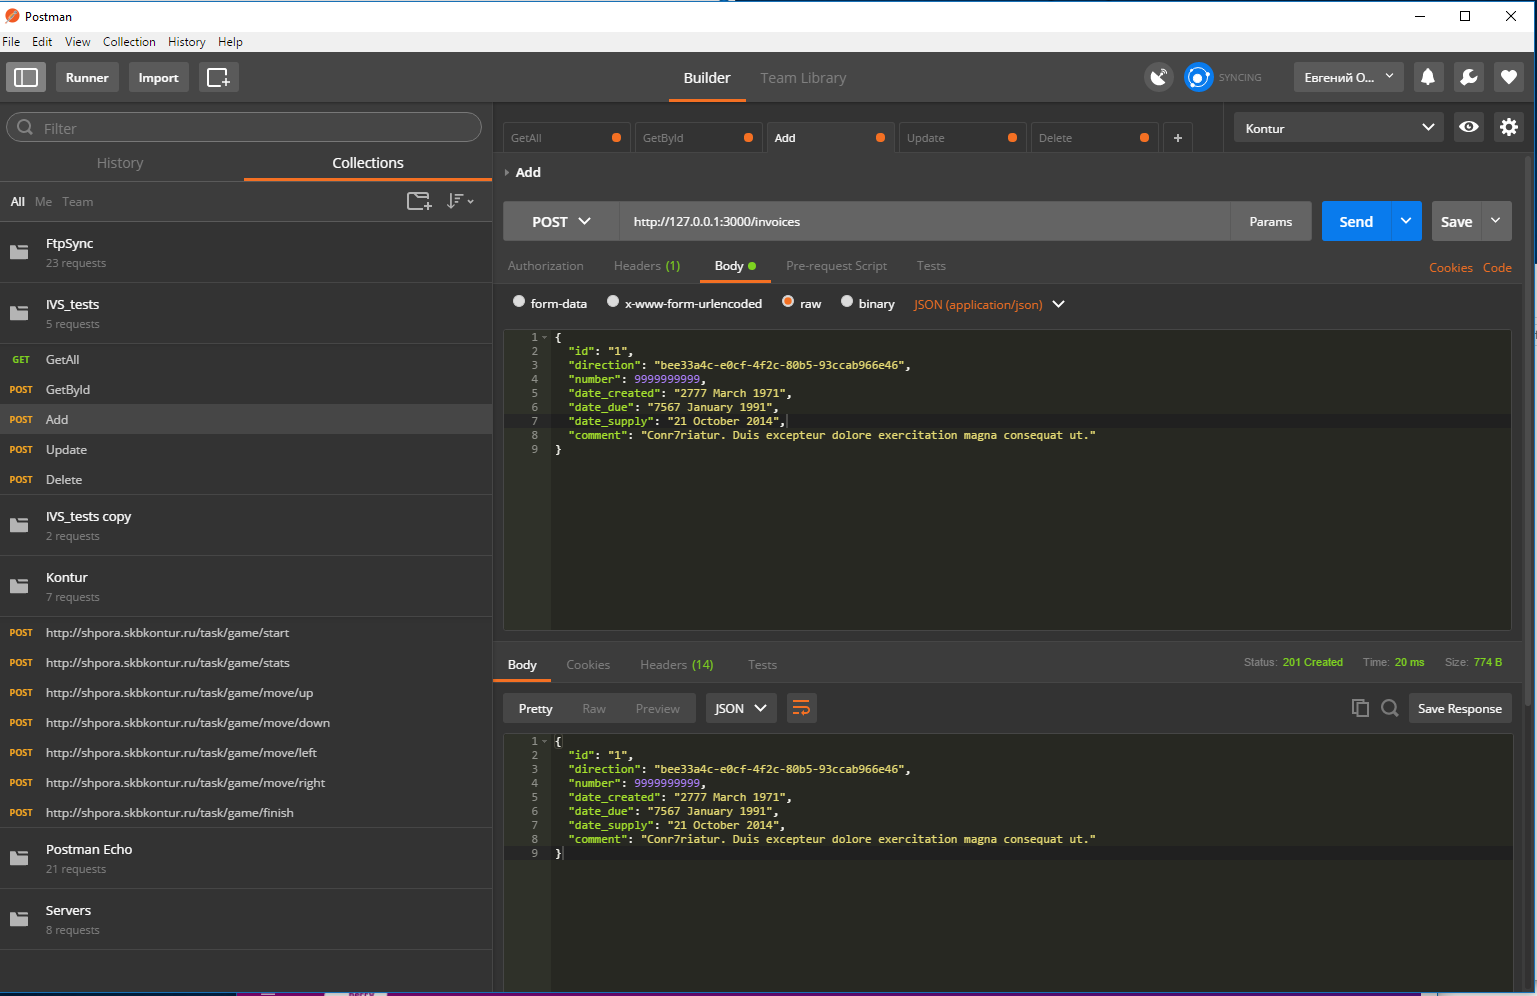 Postman
File Edit View Collection History Help
Runner Import Builder Team Library SYNCING Евгений О...
Filter
History Collections
All Me Team
FtpSync
23 requests
IVS_tests
5 requests
GET GetAll
POST GetById
POST Add
POST Update
POST Delete
IVS_tests copy
2 requests
Kontur
7 requests
POST http://shpora.skbkontur.ru/task/game/start
POST http://shpora.skbkontur.ru/task/game/stats
POST http://shpora.skbkontur.ru/task/game/move/up
POST http://shpora.skbkontur.ru/task/game/move/down
POST http://shpora.skbkontur.ru/task/game/move/left
POST http://shpora.skbkontur.ru/task/game/move/right
POST http://shpora.skbkontur.ru/task/game/finish
Postman Echo
21 requests
Servers
8 requests
GetAll GetById Add Update Delete + Kontur
Add
POST http://127.0.0.1:3000/invoices Params Send Save
Authorization Headers (1) Body Pre-request Script Tests Cookies Code
form-data x-www-form-urlencoded raw binary JSON (application/json)
1 {
2 "id": "1",
3 "direction": "bee33a4c-e0cf-4f2c-80b5-93ccab966e46",
4 "number": 9999999999,
5 "date_created": "2777 March 1971",
6 "date_due": "7567 January 1991",
7 "date_supply": "21 October 2014",
8 "comment": "Conr7riatur. Duis excepteur dolore exercitation magna consequat ut."
9 }
Body Cookies Headers (14) Tests Status: 201 Created Time: 20 ms Size: 774 B
Pretty Raw Preview JSON Save Response
1 {
2 "id": "1",
3 "direction": "bee33a4c-e0cf-4f2c-80b5-93ccab966e46",
4 "number": 9999999999,
5 "date_created": "2777 March 1971",
6 "date_due": "7567 January 1991",
7 "date_supply": "21 October 2014",
8 "comment": "Conr7riatur. Duis excepteur dolore exercitation magna consequat ut."
9 }